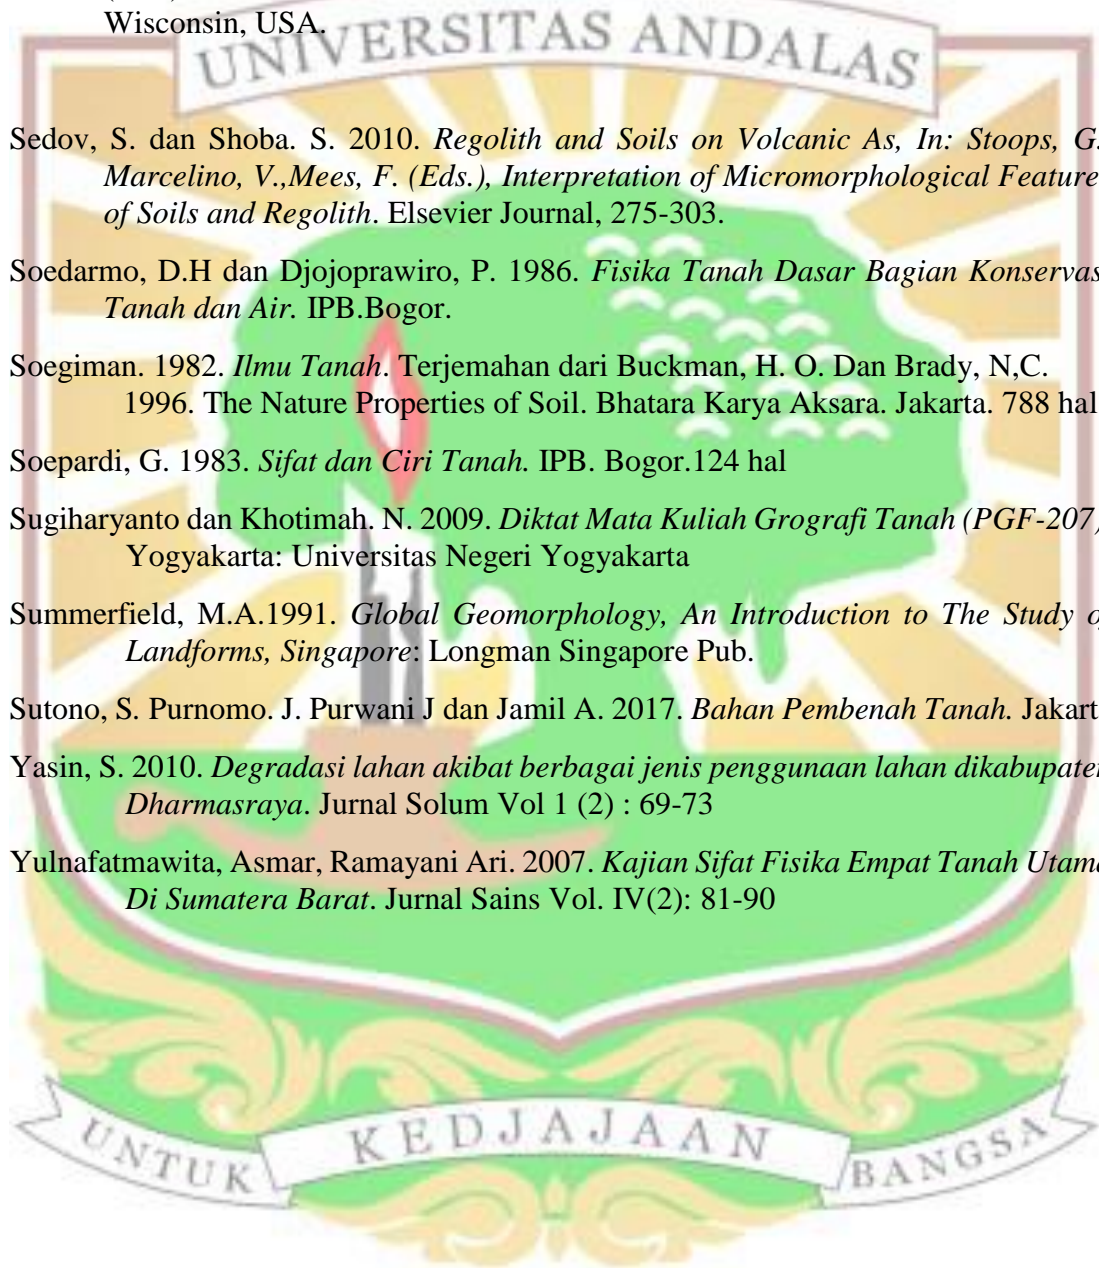 Wisconsin, USA.
UNIVERSITAS ANDALAS
Sedov, S. dan Shoba. S. 2010. Regolith and Soils on Volcanic As, In: Stoops, G.
Marcelino, V.,Mees, F. (Eds.), Interpretation of Micromorphological Feature
of Soils and Regolith. Elsevier Journal, 275-303.
Soedarmo, D.H dan Djojoprawiro, P. 1986. Fisika Tanah Dasar Bagian Konservas
Tanah dan Air. IPB.Bogor.
Soegiman. 1982. Ilmu Tanah. Terjemahan dari Buckman, H. O. Dan Brady, N,C.
1996. The Nature Properties of Soil. Bhatara Karya Aksara. Jakarta. 788 hal
Soepardi, G. 1983. Sifat dan Ciri Tanah. IPB. Bogor.124 hal
Sugiharyanto dan Khotimah. N. 2009. Diktat Mata Kuliah Grografi Tanah (PGF-207)
Yogyakarta: Universitas Negeri Yogyakarta
Summerfield, M.A.1991. Global Geomorphology, An Introduction to The Study o
Landforms, Singapore: Longman Singapore Pub.
Sutono, S. Purnomo. J. Purwani J dan Jamil A. 2017. Bahan Pembenah Tanah. Jakart
Yasin, S. 2010. Degradasi lahan akibat berbagai jenis penggunaan lahan dikabupaten
Dharmasraya. Jurnal Solum Vol 1 (2) : 69-73
Yulnafatmawita, Asmar, Ramayani Ari. 2007. Kajian Sifat Fisika Empat Tanah Utama
Di Sumatera Barat. Jurnal Sains Vol. IV(2): 81-90
UNTUK KEDJAJAAN BANGSA